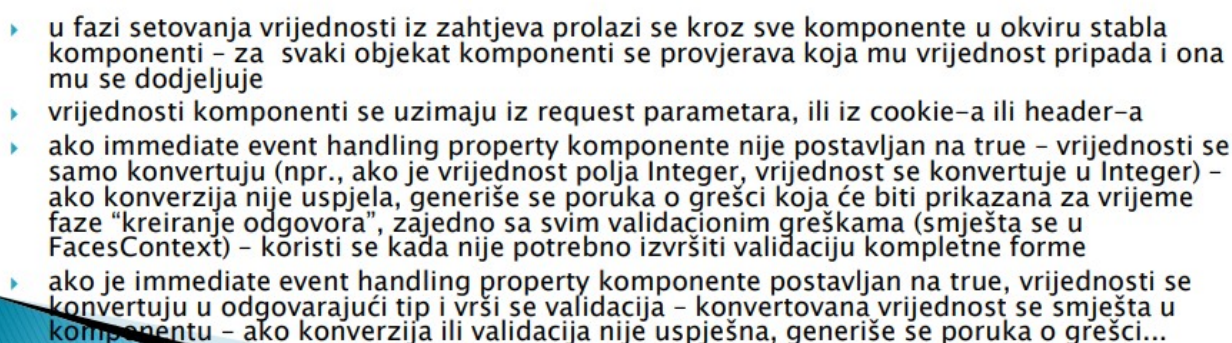 u fazi setovanja vrijednosti iz zahtjeva prolazi se kroz sve komponente u okviru stabla
komponenti – za svaki objekat komponenti se provjerava koja mu vrijednost pripada i ona
mu se dodjeljuje
vrijednosti komponenti se uzimaju iz request parametara, ili iz cookie-a ili header-a
ako immediate event handling property komponente nije postavljan na true – vrijednosti se
samo konvertuju (npr., ako je vrijednost polja Integer, vrijednost se konvertuje u Integer) –
ako konverzija nije uspjela, generiše se poruka o grešci koja će biti prikazana za vrijeme
faze “kreiranje odgovora”, zajedno sa svim validacionim greškama (smješta se u
FacesContext) – koristi se kada nije potrebno izvršiti validaciju kompletne forme
ako je immediate event handling property komponente postavljan na true, vrijednosti se
konvertuju u odgovarajući tip i vrši se validacija – konvertovana vrijednost se smješta u
komponentu – ako konverzija ili validacija nije uspješna, generiše se poruka o grešci...